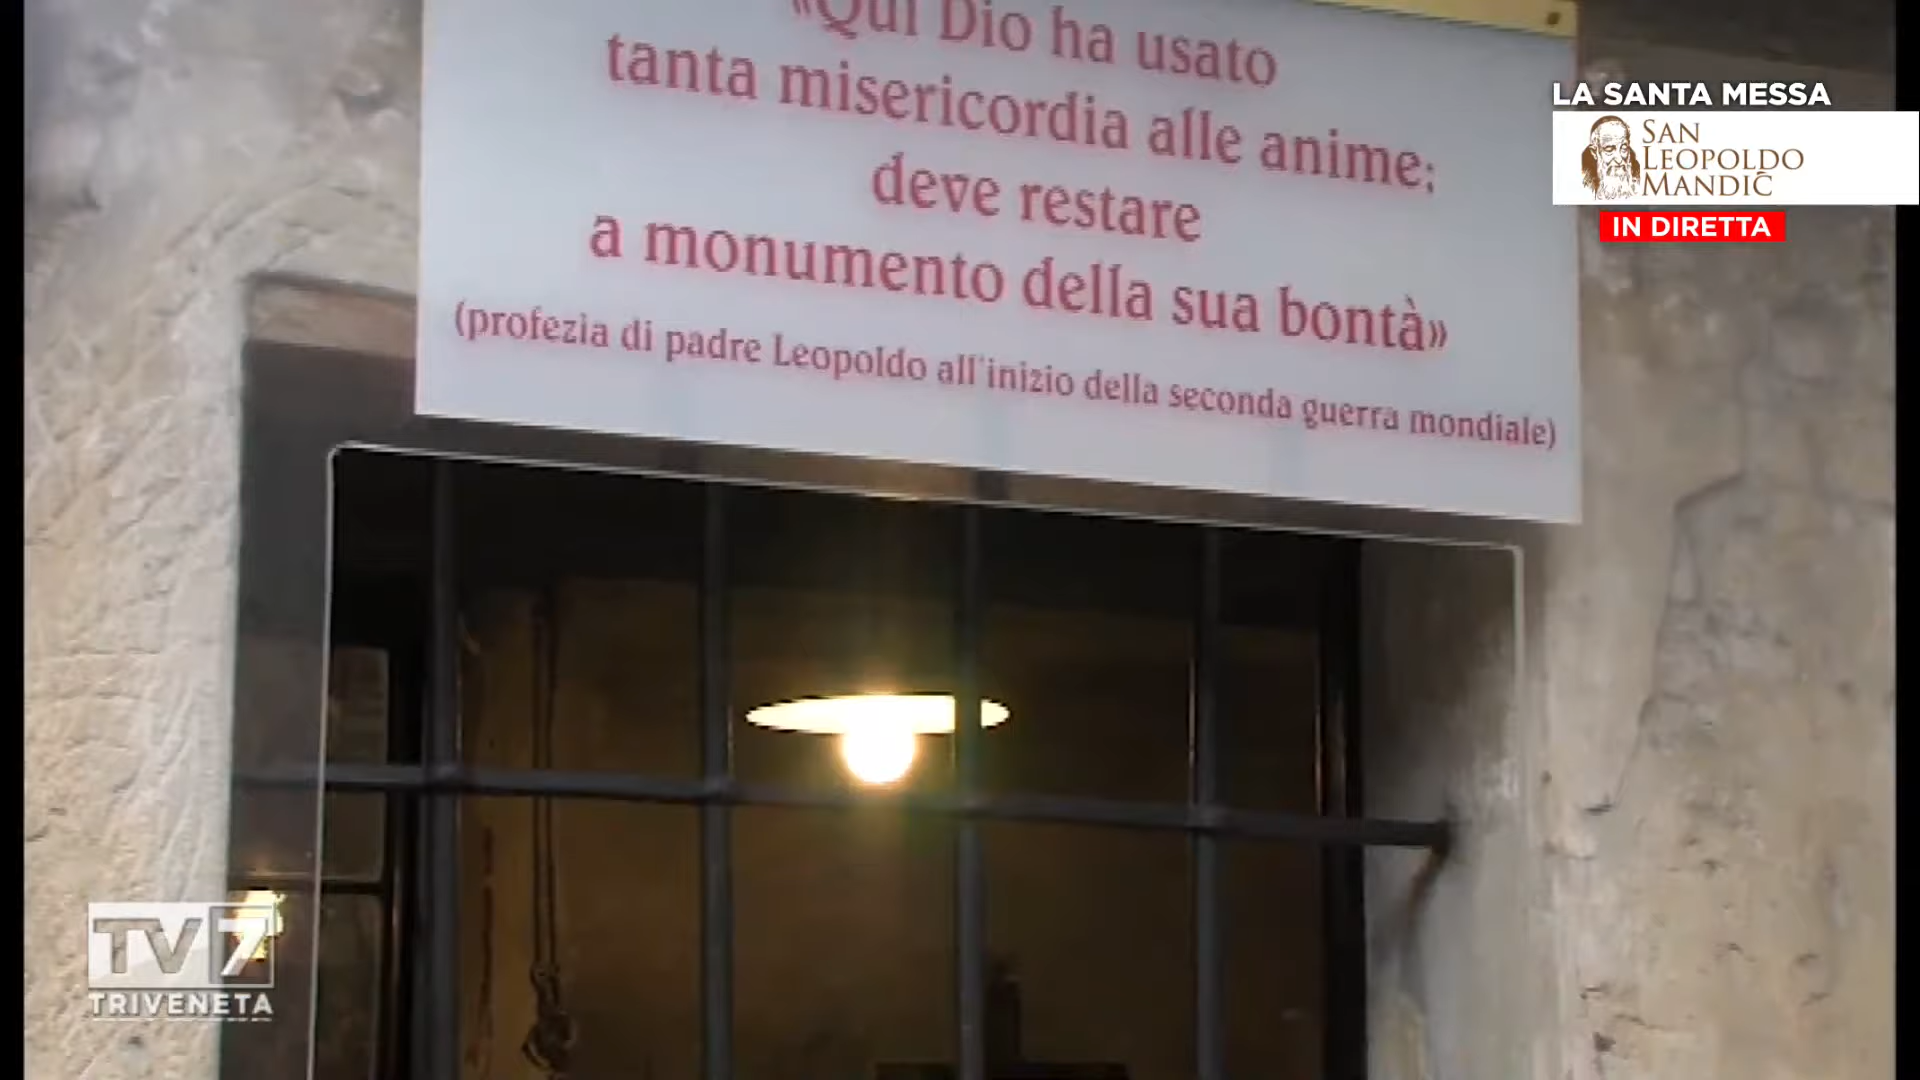 «Qui Dio ha usato
tanta misericordia alle anime:
deve restare
a monumento della sua bontà»
(profezia di padre Leopoldo all'inizio della seconda guerra mondiale)
LA SANTA MESSA
SAN
LEOPOLDO
MANDIĆ
IN DIRETTA
TV7
TRIVENETA